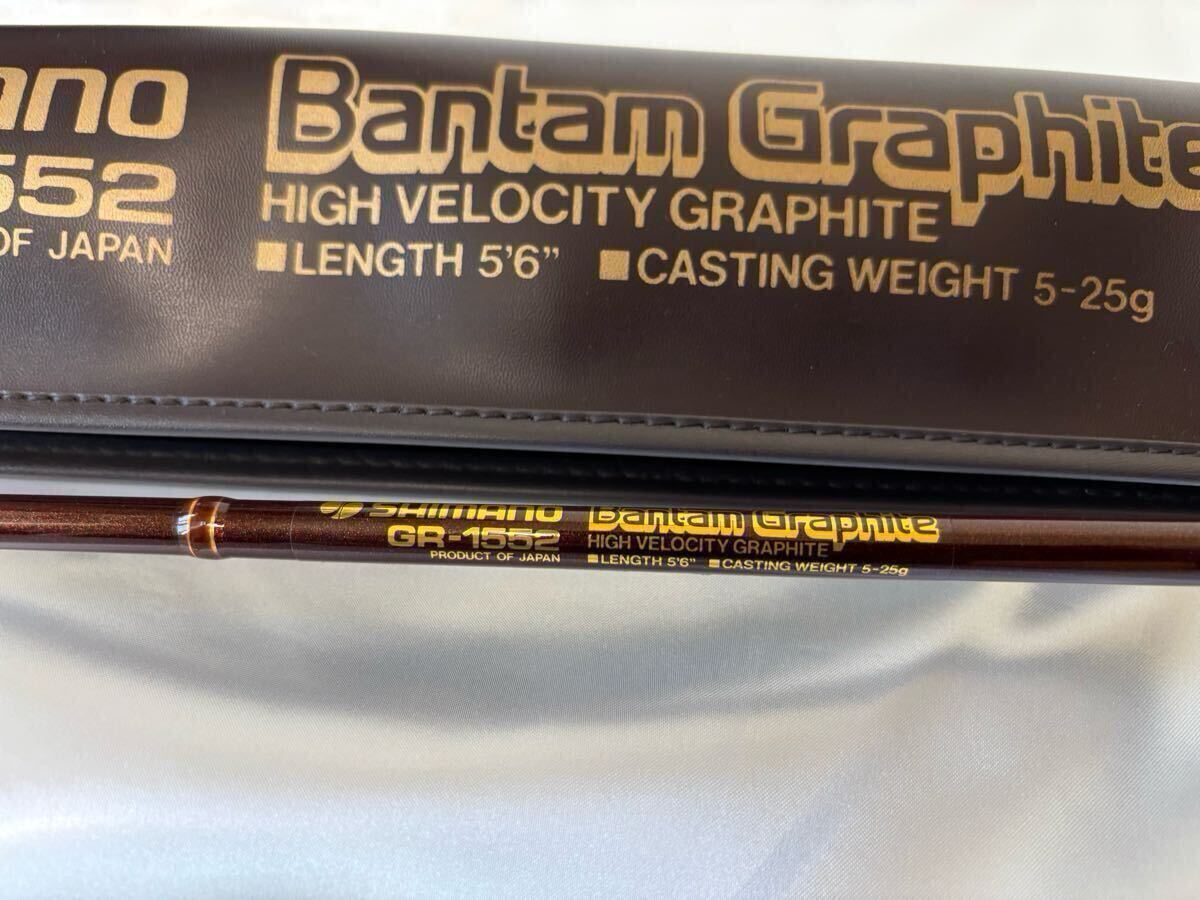 ano
552
OF JAPAN
Bantam Graphite
HIGH VELOCITY GRAPHITE
■LENGTH 5'6" ■CASTING WEIGHT 5-25g
SHIMANO
GR-1552
PRODUCT OF JAPAN
Bantam Graphite
HIGH VELOCITY GRAPHITE
■LENGTH 5'6" ■CASTING WEIGHT 5-25g